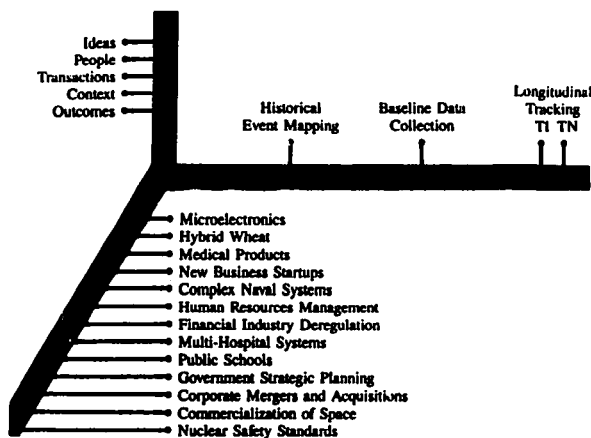 Ideas
People
Transactions
Context
Outcomes
Historical
Event Mapping
Baseline Data
Collection
Longitudinal
Tracking
T1 TN
Microelectronics
Hybrid Wheat
Medical Products
New Business Startups
Complex Naval Systems
Human Resources Management
Financial Industry Deregulation
Multi-Hospital Systems
Public Schools
Government Strategic Planning
Corporate Mergers and Acquisitions
Commercialization of Space
Nuclear Safety Standards